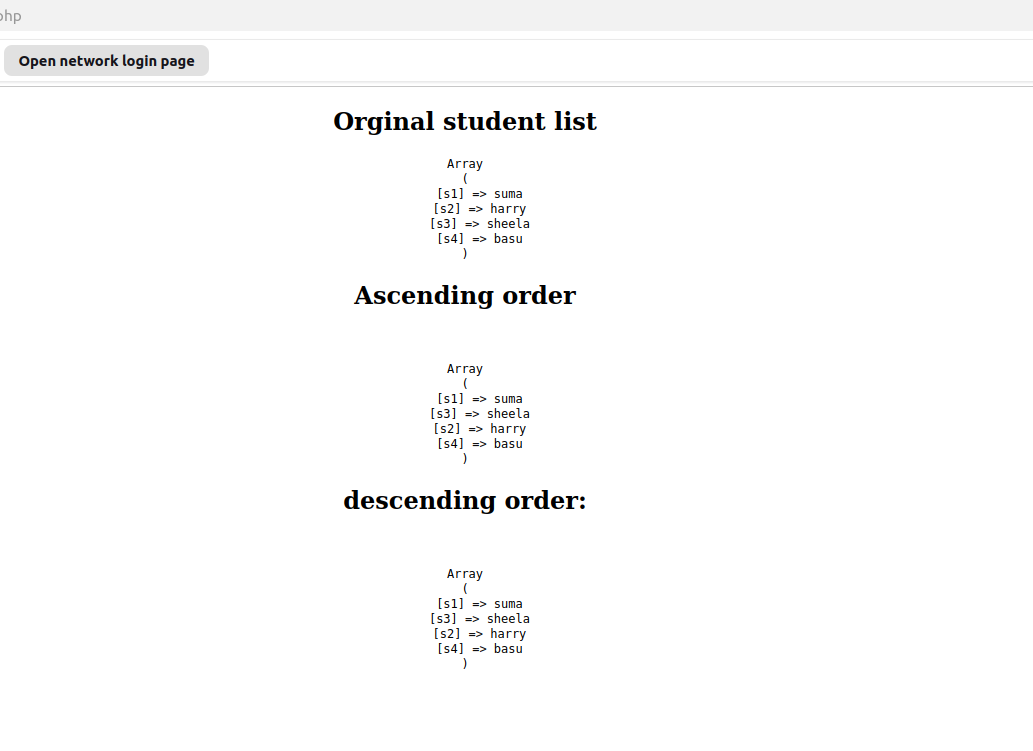 php
Open network login page
Orginal student list
Array
(
[s1] => suma
[s2] => harry
[s3] => sheela
[s4] => basu
)
Ascending order
Array
(
[s1] => suma
[s3] => sheela
[s2] => harry
[s4] => basu
)
descending order:
Array
(
[s1] => suma
[s3] => sheela
[s2] => harry
[s4] => basu
)